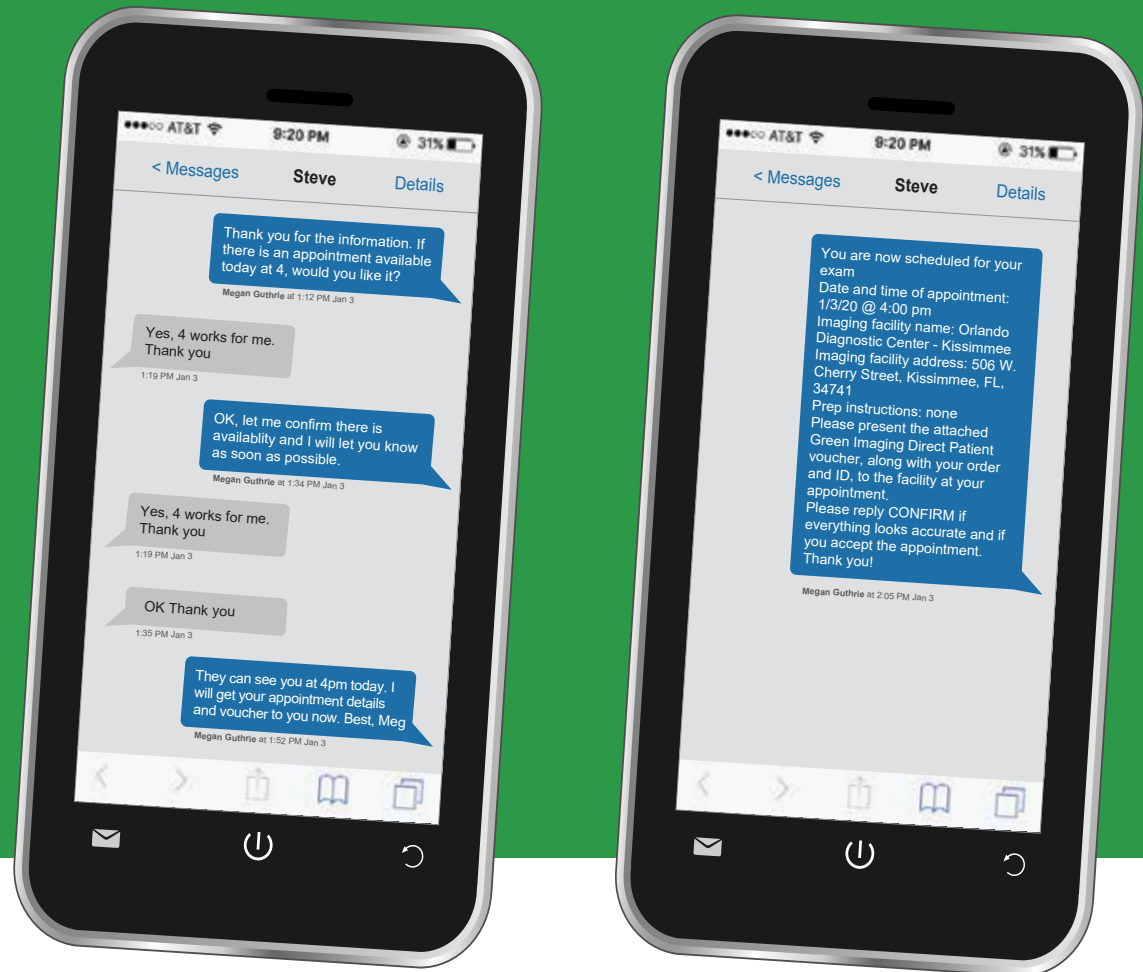 AT&T 9:20 PM 31%
< Messages Steve Details
Thank you for the information. If
there is an appointment available
today at 4, would you like it?
Megan Guthrie at 1:12 PM Jan 3
Yes, 4 works for me.
Thank you
1:19 PM Jan 3
OK, let me confirm there is
availablity and I will let you know
as soon as possible.
Megan Guthrie at 1:34 PM Jan 3
Yes, 4 works for me.
Thank you
1:19 PM Jan 3
OK Thank you
1:35 PM Jan 3
They can see you at 4pm today. I
will get your appointment details
and voucher to you now. Best, Meg
Megan Guthrie at 1:52 PM Jan 3
AT&T 9:20 PM 31%
< Messages Steve Details
You are now scheduled for your
exam
Date and time of appointment:
1/3/20 @ 4:00 pm
Imaging facility name: Orlando
Diagnostic Center - Kissimmee
Imaging facility address: 506 W.
Cherry Street, Kissimmee, FL,
34741
Prep instructions: none
Please present the attached
Green Imaging Direct Patient
voucher, along with your order
and ID, to the facility at your
appointment.
Please reply CONFIRM if
everything looks accurate and if
you accept the appointment.
Thank you!
Megan Guthrie at 2:05 PM Jan 3